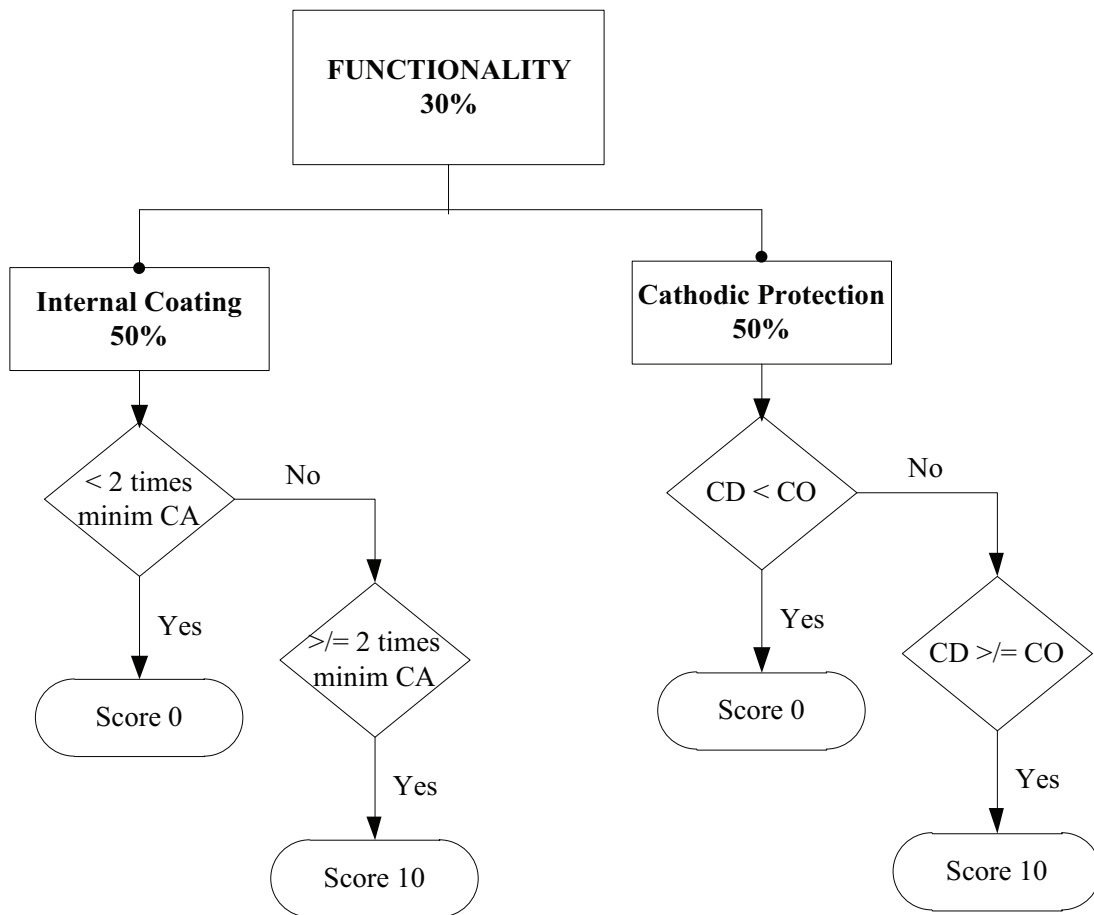 FUNCTIONALITY
30%
Internal Coating
50%
< 2 times
minim CA
No
Yes
>/= 2 times
minim CA
Score 0
Yes
Score 10
Cathodic Protection
50%
CD < CO
No
Yes
CD >/= CO
Score 0
Yes
Score 10